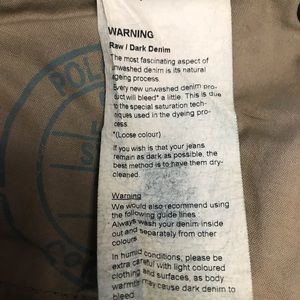 WARNING
Raw / Dark Denim
The most fascinating aspect of
unwashed denim is its natural
ageing process.
Every new unwashed denim pro-
duct will bleed* a little. This is due
to the special saturation tech-
niques used in the dyeing pro-
cess.
*(Loose colour)
If you wish is that your jeans
remain as dark as possible, the
best method is to have them dry-
cleaned.
Warning
We would also recommend using
the following guide lines
Always wash your denim inside
out and separately from other
colours.
In humid conditions, please be
extra careful with light coloured
clothing and surfaces, as body
warmth may cause dark denim to
bleed
DOL